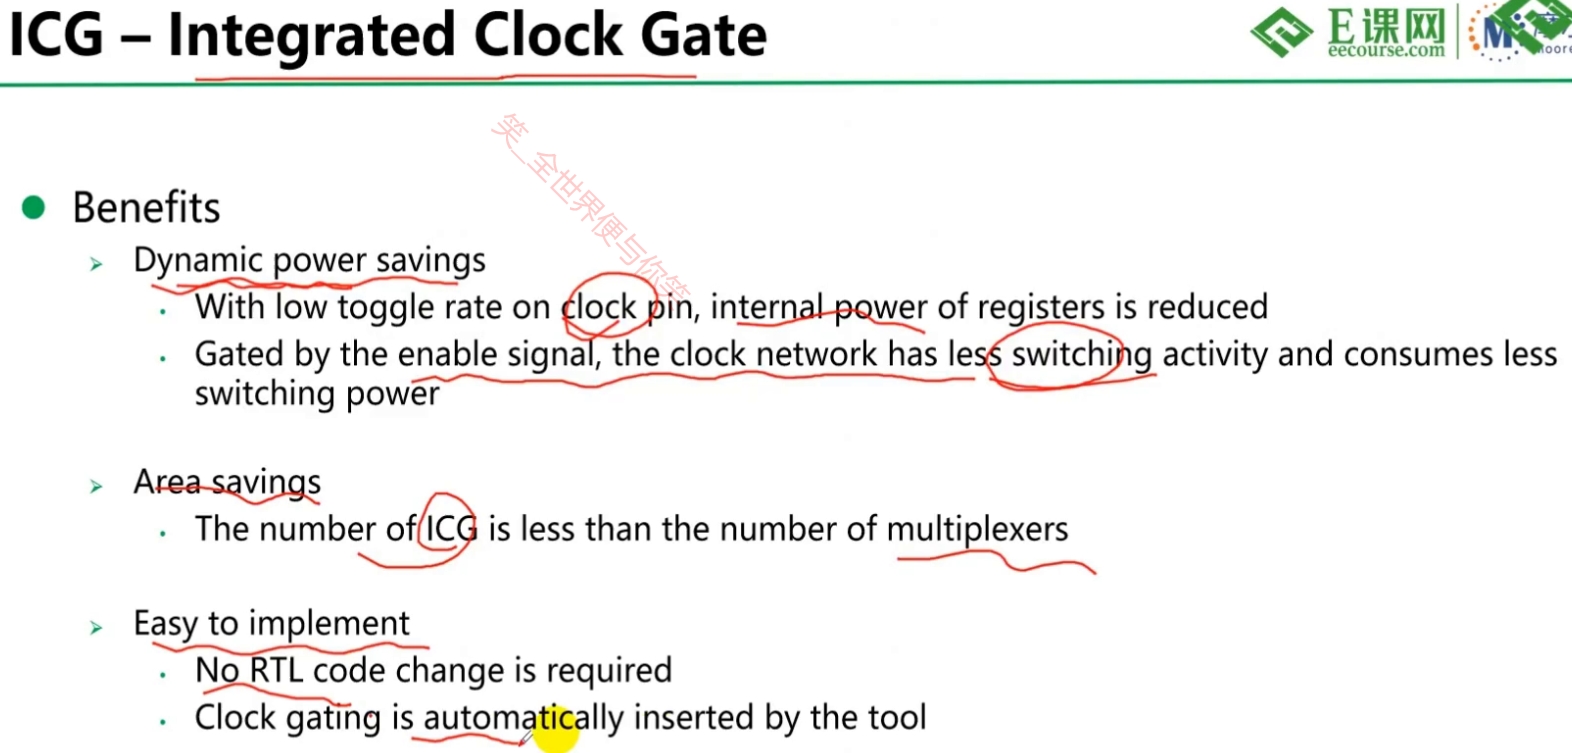 ICG – Integrated Clock Gate
E课网
eecourse.com
笑_全世界便与你笑
Benefits
Dynamic power savings
With low toggle rate on clock pin, internal power of registers is reduced
Gated by the enable signal, the clock network has less switching activity and consumes less
switching power
Area savings
The number of ICG is less than the number of multiplexers
Easy to implement
No RTL code change is required
Clock gating is automatically inserted by the tool